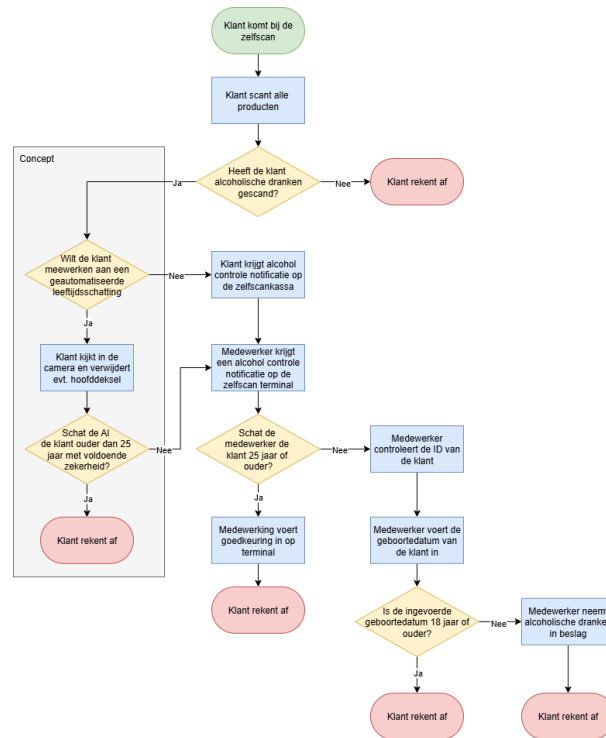 Klant komt bij de
zelfscan
Klant scant alle
producten
Concept
Heeft de klant
alcoholische dranken
gescand?
Ja
Nee
Klant rekent af
Wilt de klant
meewerken aan een
geautomatiseerde
leeftijdsschatting
Nee
Klant krijgt alcohol
controle notificatie op
de zelfscankassa
Ja
Klant kijkt in de
camera en verwijdert
evt. hoofddeksel
Medewerker krijgt
een alcohol controle
notificatie op de
zelfscan terminal
Schat de AI
de klant ouder dan 25
jaar met voldoende
zekerheid?
Nee
Schat de
medewerker de
klant 25 jaar of
ouder?
Nee
Medewerker
controleert de ID van
de klant
Ja
Ja
Klant rekent af
Medewerking voert
goedkeuring in op
terminal
Medewerker voert de
geboortedatum van
de klant in
Klant rekent af
Is de ingevoerde
geboortedatum 18 jaar of
ouder?
Nee
Medewerker neemt
alcoholische dranken
in beslag
Ja
Klant rekent af
Klant rekent af